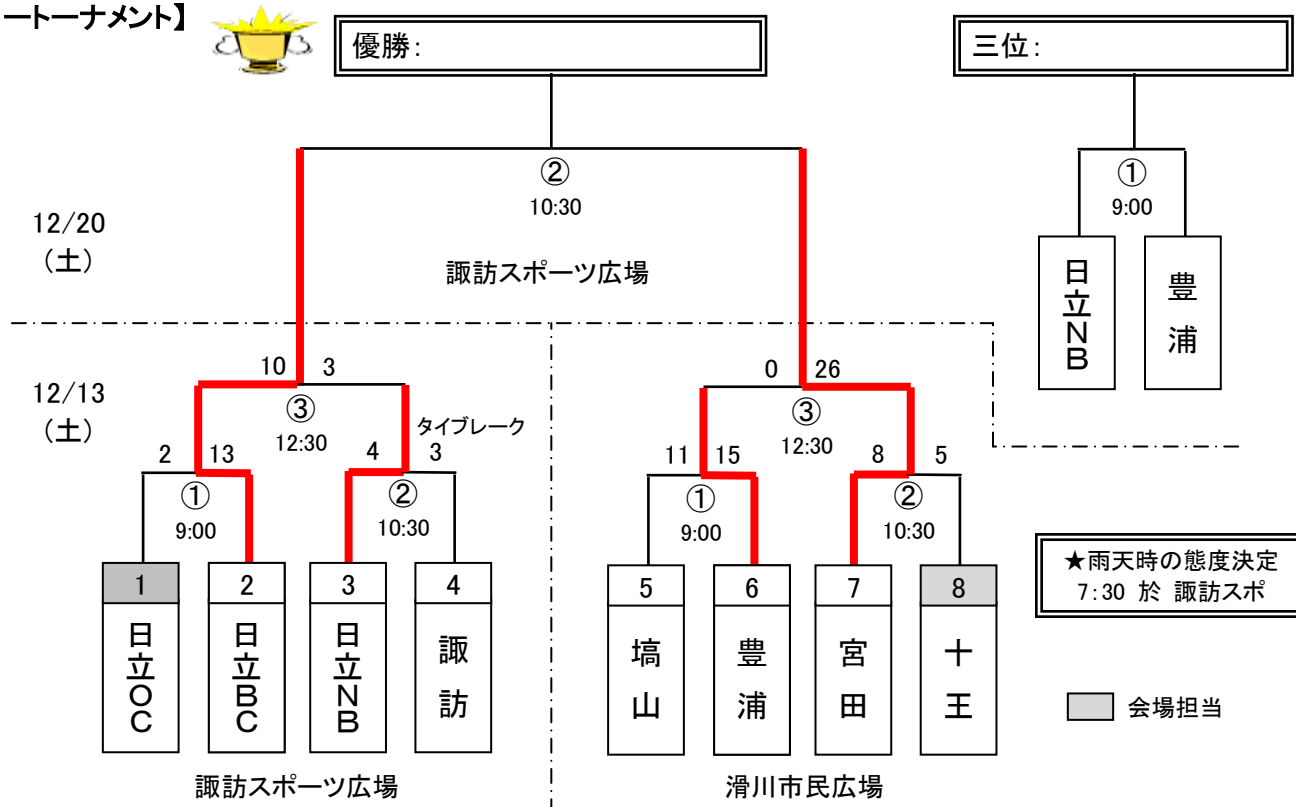 ートーナメント】
優勝:
三位:
②
10:30
①
9:00
12/20
(土)
諏訪スポーツ広場
日立NB
豊浦
10 3
0 26
12/13
(土)
③
12:30
タイブレーク
③
12:30
2 13
4 3
11 15
8 5
①
9:00
②
10:30
①
9:00
②
10:30
★雨天時の態度決定
7:30 於 諏訪スポ
1
2
3
4
5
6
7
8
日立OC
日立BC
日立NB
諏訪
塙山
豊浦
宮田
十王
会場担当
諏訪スポーツ広場
滑川市民広場